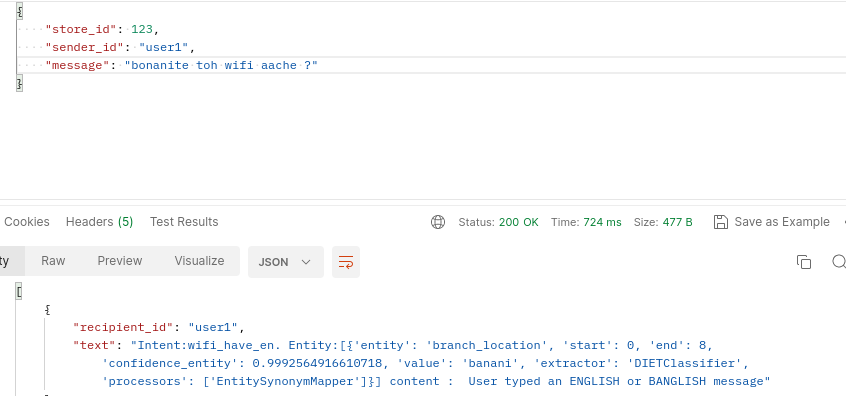 {
"store_id": 123,
"sender_id": "user1",
"message": "bonanite toh wifi aache ?"
}
Cookies Headers (5) Test Results Status: 200 OK Time: 724 ms Size: 477 B Save as Example
ty Raw Preview Visualize JSON
[
{
"recipient_id": "user1",
"text": "Intent:wifi_have_en. Entity:[{'entity': 'branch_location', 'start': 0, 'end': 8,
'confidence_entity': 0.9992564916610718, 'value': 'banani', 'extractor': 'DIETClassifier',
'processors': ['EntitySynonymMapper']}] content :  User typed an ENGLISH or BANGLISH message"